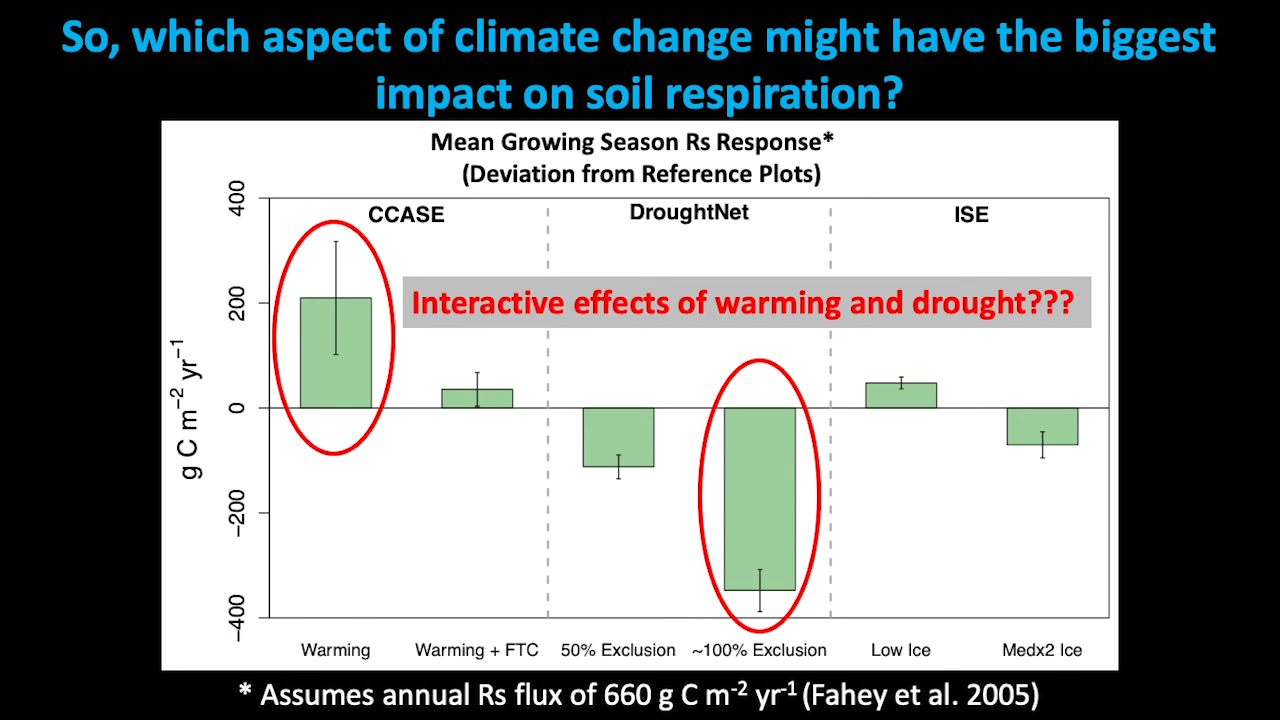 So, which aspect of climate change might have the biggest
impact on soil respiration?
Mean Growing Season Rs Response*
(Deviation from Reference Plots)
CCASE DroughtNet ISE
Interactive effects of warming and drought???
g C m⁻² yr⁻¹
400
200
0
−200
−400
Warming Warming + FTC 50% Exclusion ~100% Exclusion Low Ice Medx2 Ice
* Assumes annual Rs flux of 660 g C m⁻² yr⁻¹ (Fahey et al. 2005)